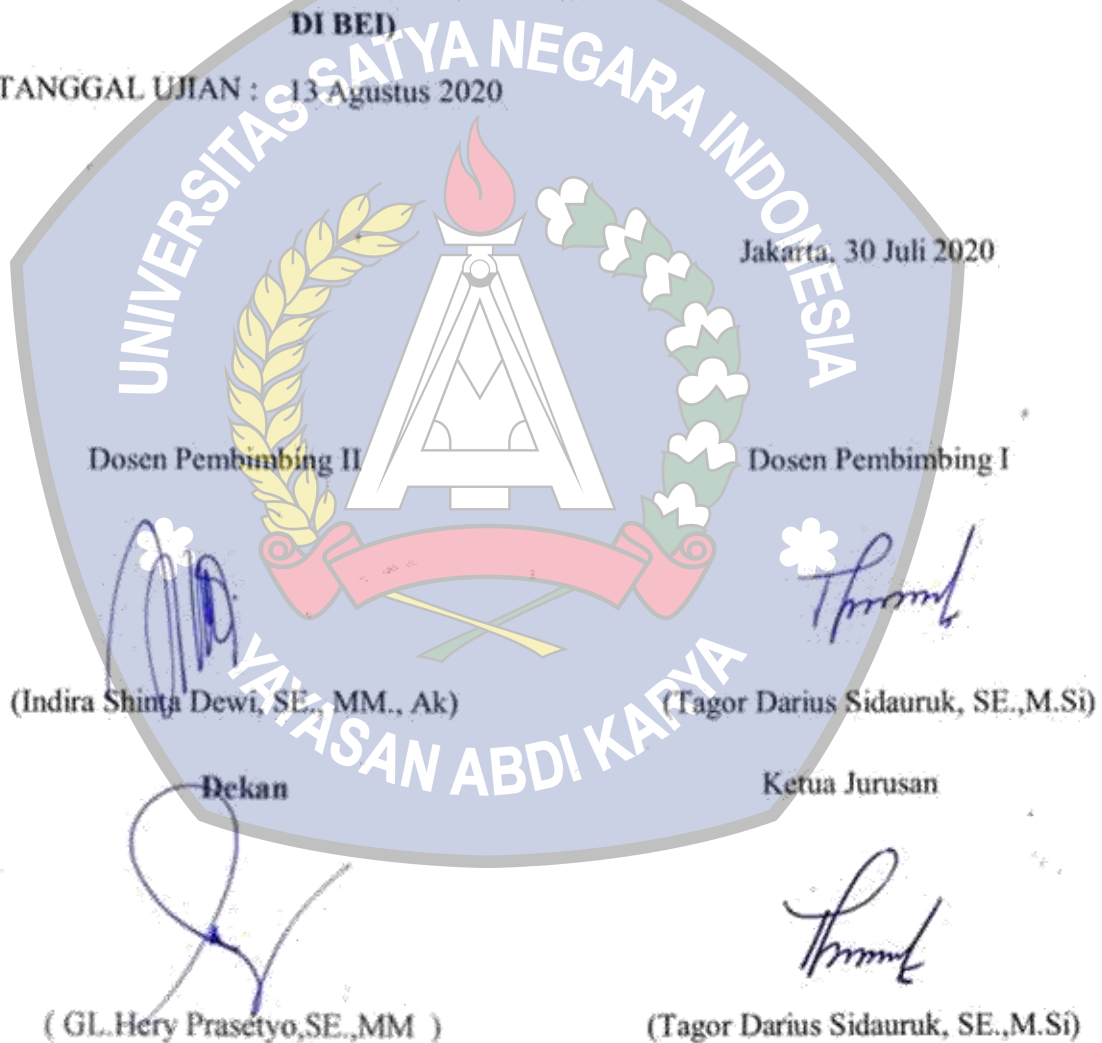 DI BEI)
TANGGAL UJIAN : 13 Agustus 2020
UNIVERSITAS SATYA NEGARA INDONESIA
Jakarta, 30 Juli 2020
Dosen Pembimbing II Dosen Pembimbing I
(Indira Shinta Dewi, SE., MM., Ak) (Tagor Darius Sidauruk, SE.,M.Si)
YAYASAN ABDI KARYA
Dekan Ketua Jurusan
( GL.Hery Prasetyo,SE.,MM ) (Tagor Darius Sidauruk, SE.,M.Si)